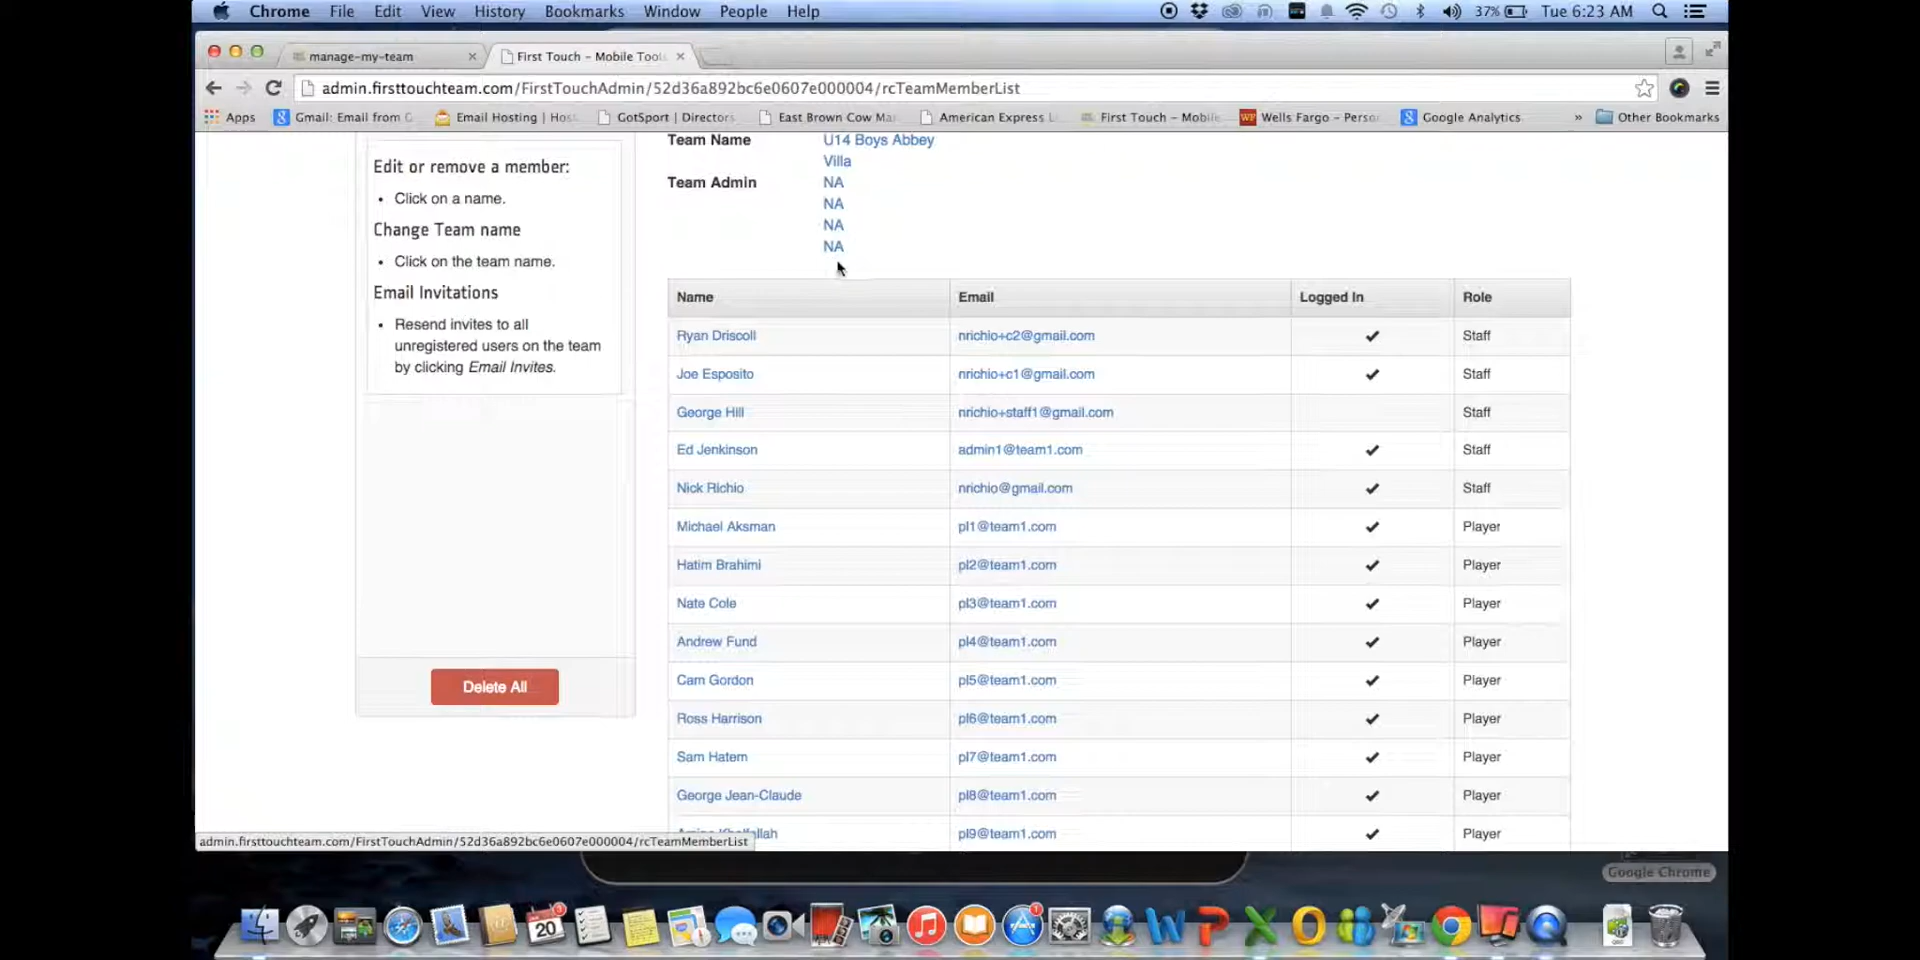 Chrome File Edit View History Bookmarks Window People Help 37% Tue 6:23 AM
manage-my-team First Touch - Mobile Tool
admin.firsttouchteam.com/FirstTouchAdmin/52d36a892bc6e0607e000004/rcTeamMemberList
Apps Gmail: Email from G Email Hosting | Host GotSport | Directors East Brown Cow Ma American Express L First Touch - Mobile Wells Fargo - Perso Google Analytics » Other Bookmarks
Edit or remove a member:
• Click on a name.
Change Team name
• Click on the team name.
Email Invitations
• Resend invites to all
unregistered users on the team
by clicking Email Invites.
Delete All
Team Name U14 Boys Abbey
Villa
Team Admin NA
NA
NA
NA
Name Email Logged In Role
Ryan Driscoll nrichio+c2@gmail.com ✔ Staff
Joe Esposito nrichio+c1@gmail.com ✔ Staff
George Hill nrichio+staff1@gmail.com Staff
Ed Jenkinson admin1@team1.com ✔ Staff
Nick Richio nrichio@gmail.com ✔ Staff
Michael Aksman pl1@team1.com ✔ Player
Hatim Brahimi pl2@team1.com ✔ Player
Nate Cole pl3@team1.com ✔ Player
Andrew Fund pl4@team1.com ✔ Player
Cam Gordon pl5@team1.com ✔ Player
Ross Harrison pl6@team1.com ✔ Player
Sam Hatem pl7@team1.com ✔ Player
George Jean-Claude pl8@team1.com ✔ Player
pl9@team1.com ✔ Player
admin.firsttouchteam.com/FirstTouchAdmin/52d36a892bc6e0607e000004/rcTeamMemberList
Google Chrome
20